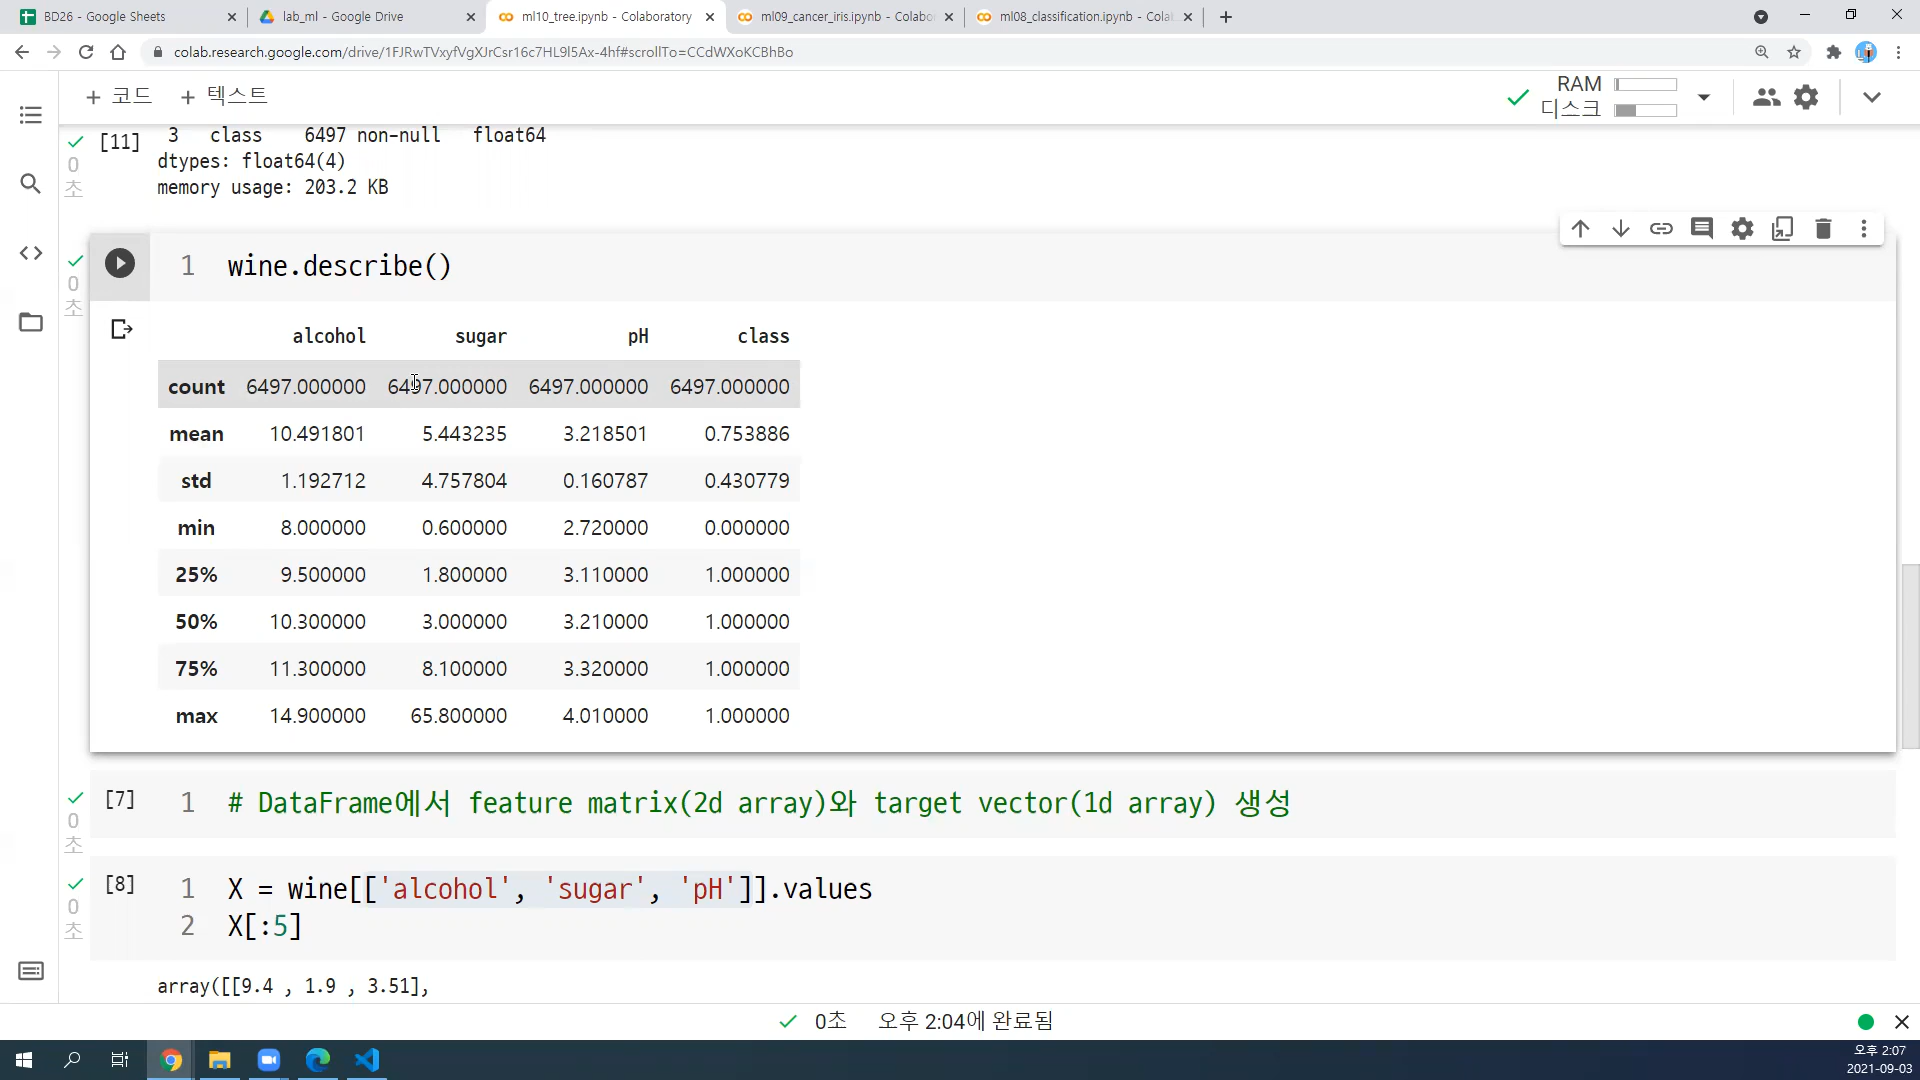 BD26 - Google Sheets
lab_ml - Google Drive
ml10_tree.ipynb - Colaboratory
ml09_cancer_iris.ipynb - Colabo
ml08_classification.ipynb - Cola
colab.research.google.com/drive/1FJRwTVxyfVgXJrCsr16c7HL9l5Ax-4hf#scrollTo=CCdWXoKCBhBo
+ 코드 + 텍스트
RAM
디스크
[11] 3 class 6497 non-null float64
0 dtypes: float64(4)
초 memory usage: 203.2 KB
1 wine.describe()
0
초
alcohol sugar pH class
count 6497.000000 6497.000000 6497.000000 6497.000000
mean 10.491801 5.443235 3.218501 0.753886
std 1.192712 4.757804 0.160787 0.430779
min 8.000000 0.600000 2.720000 0.000000
25% 9.500000 1.800000 3.110000 1.000000
50% 10.300000 3.000000 3.210000 1.000000
75% 11.300000 8.100000 3.320000 1.000000
max 14.900000 65.800000 4.010000 1.000000
[7] 1 # DataFrame에서 feature matrix(2d array)와 target vector(1d array) 생성
0
초
[8] 1 X = wine[['alcohol', 'sugar', 'pH']].values
0 2 X[:5]
초
array([[9.4 , 1.9 , 3.51],
0초 오후 2:04에 완료됨
오후 2:07
2021-09-03